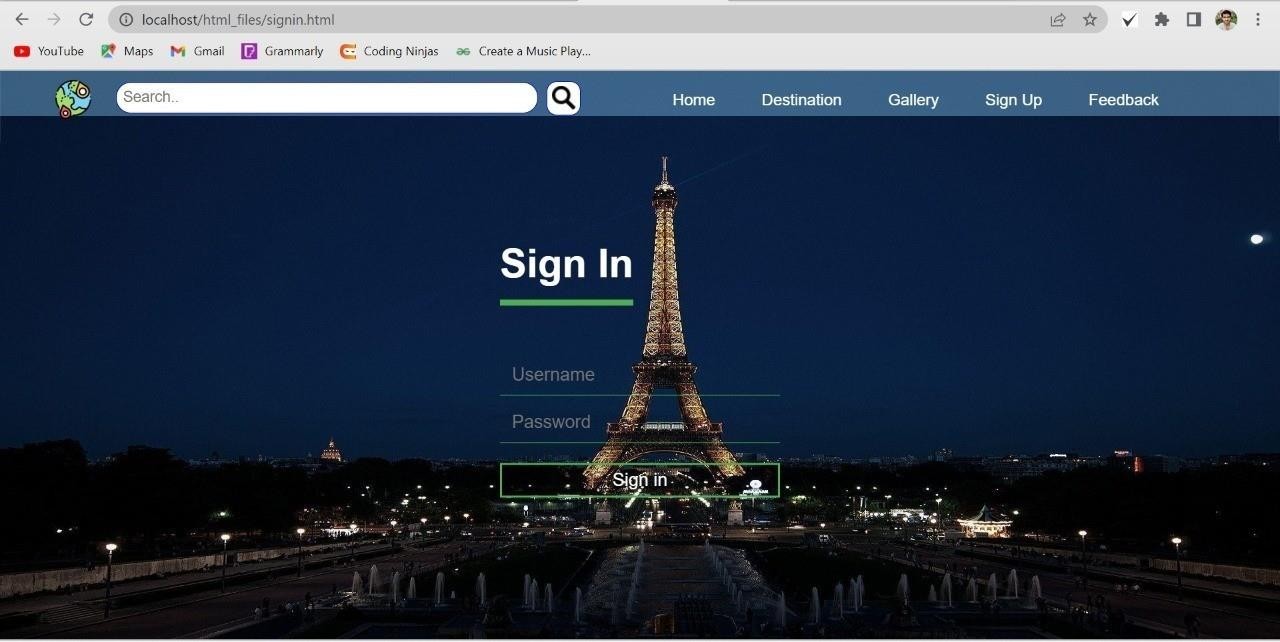 localhost/html_files/signin.html
YouTube Maps Gmail Grammarly Coding Ninjas Create a Music Play...
Search.. Home Destination Gallery Sign Up Feedback
Sign In
Username
Password
Sign in